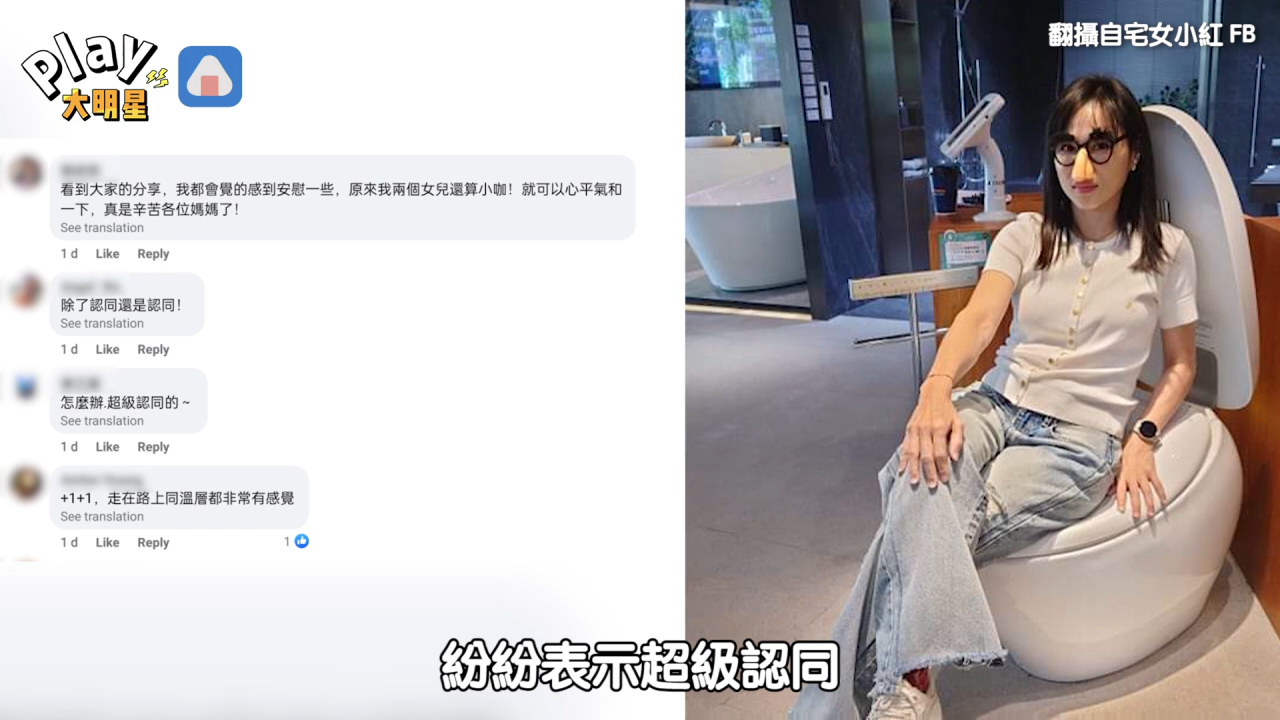 Play
大明星
翻攝自宅女小紅 FB
看到大家的分享，我都會覺的感到安慰一些，原來我兩個女兒還算小咖！就可以心平氣和
一下，真是辛苦各位媽媽了！
See translation
1 d Like Reply
除了認同還是認同！
See translation
1 d Like Reply
怎麼辦.超級認同的 ~
See translation
1 d Like Reply
+1+1，走在路上同溫層都非常有感覺
See translation
1 d Like Reply 1
紛紛表示超級認同